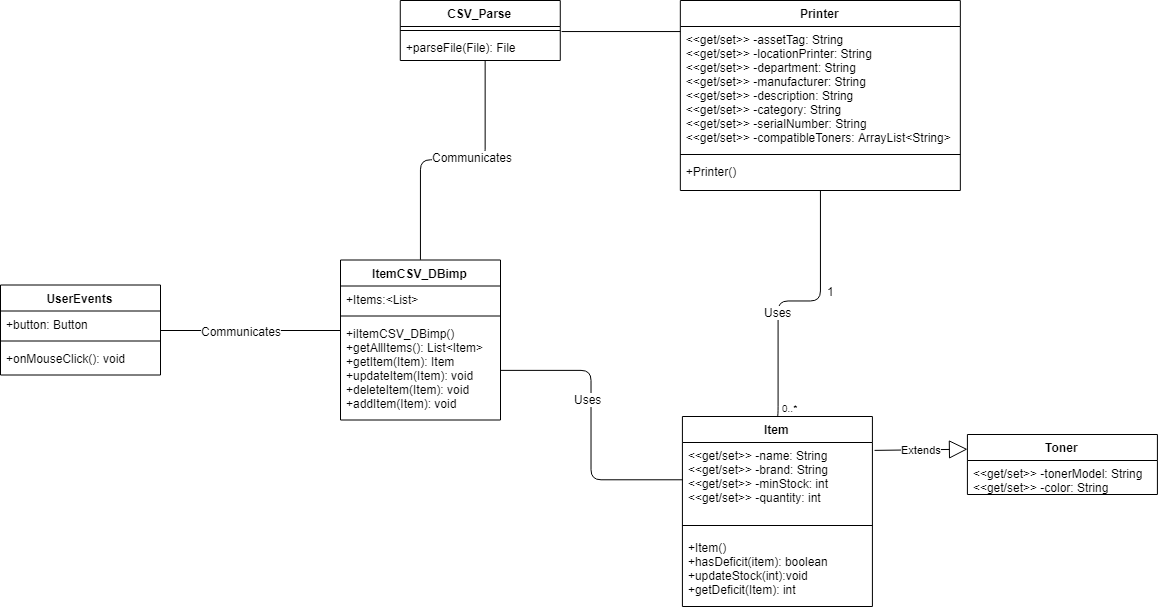 CSV_Parse
+parseFile(File): File
Printer
<<get/set>> -assetTag: String
<<get/set>> -locationPrinter: String
<<get/set>> -department: String
<<get/set>> -manufacturer: String
<<get/set>> -description: String
<<get/set>> -category: String
<<get/set>> -serialNumber: String
<<get/set>> -compatibleToners: ArrayList<String>
+Printer()
Communicates
ItemCSV_DBimp
+Items:<List>
+iItemCSV_DBimp()
+getAllItems(): List<Item>
+getItem(Item): Item
+updateItem(Item): void
+deleteItem(Item): void
+addItem(Item): void
UserEvents
+button: Button
+onMouseClick(): void
Communicates
1
Uses
0..*
Uses
Item
<<get/set>> -name: String
<<get/set>> -brand: String
<<get/set>> -minStock: int
<<get/set>> -quantity: int
+Item()
+hasDeficit(item): boolean
+updateStock(int):void
+getDeficit(Item): int
Extends
Toner
<<get/set>> -tonerModel: String
<<get/set>> -color: String